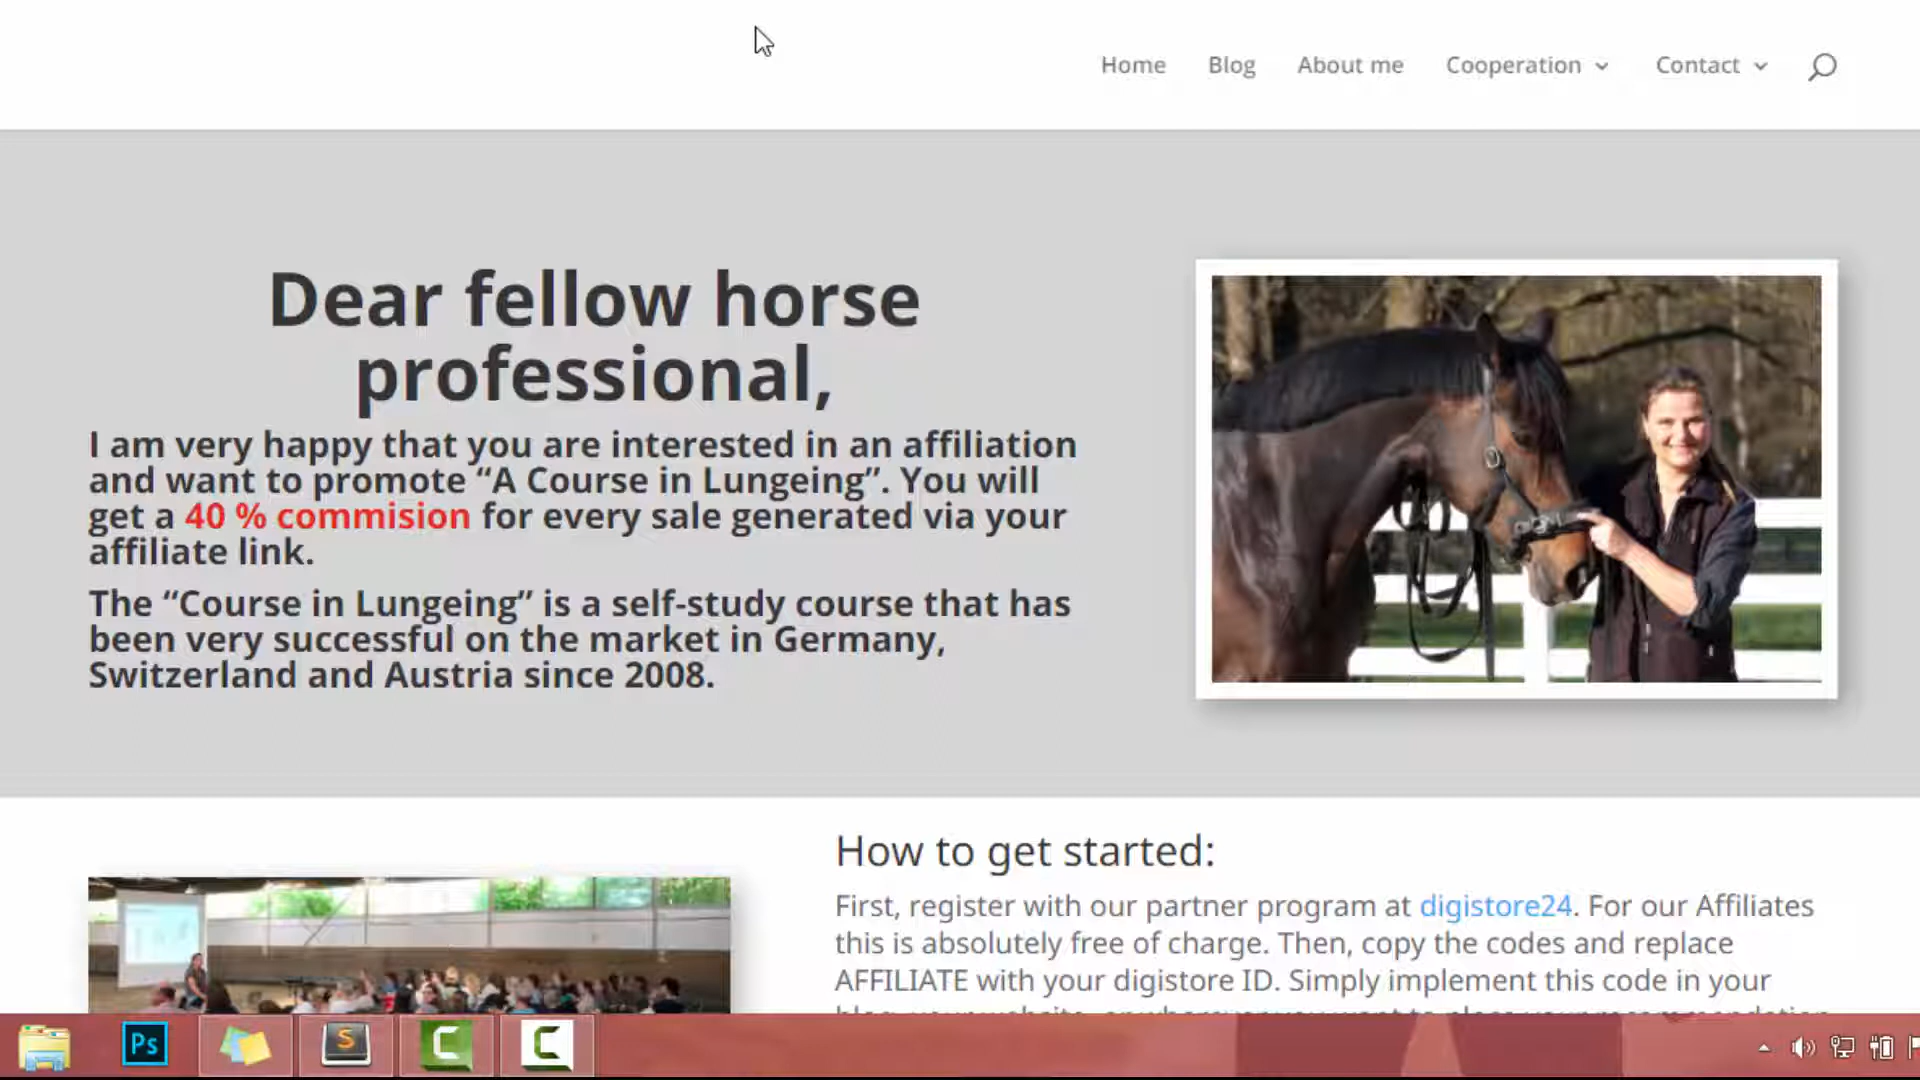 Home Blog About me Cooperation Contact
Dear fellow horse
professional,
I am very happy that you are interested in an affiliation
and want to promote “A Course in Lungeing”. You will
get a 40 % commision for every sale generated via your
affiliate link.
The “Course in Lungeing” is a self-study course that has
been very successful on the market in Germany,
Switzerland and Austria since 2008.
How to get started:
First, register with our partner program at digistore24. For our Affiliates
this is absolutely free of charge. Then, copy the codes and replace
AFFILIATE with your digistore ID. Simply implement this code in your
Ps S C C